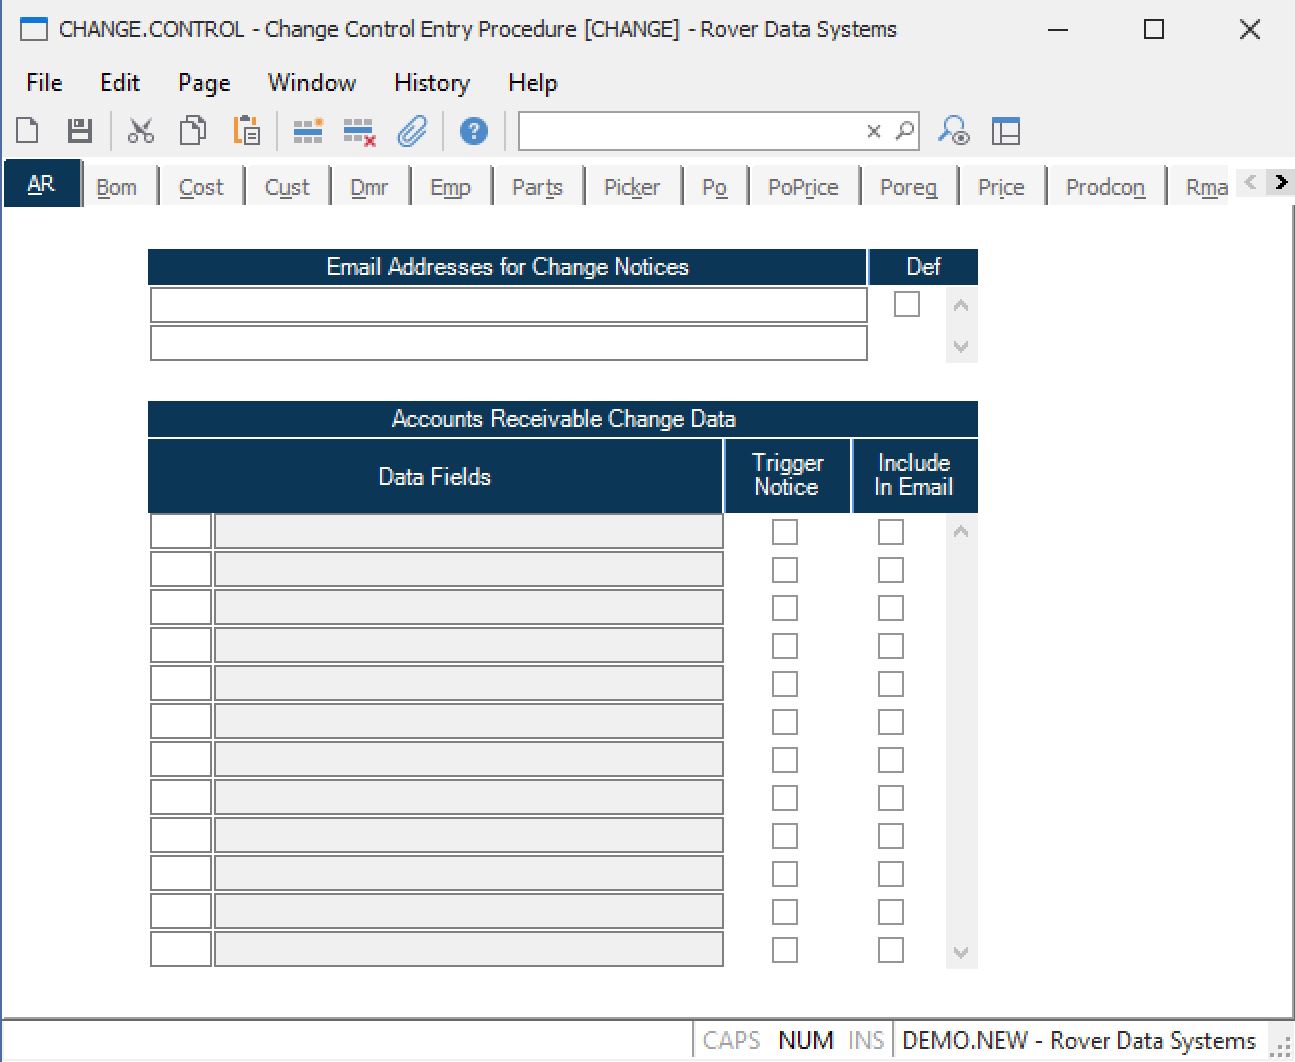 CHANGE.CONTROL - Change Control Entry Procedure [CHANGE] - Rover Data Systems
File Edit Page Window History Help
AR Bom Cost Cust Dmr Emp Parts Picker Po PoPrice Poreg Price Prodcon Rma
Email Addresses for Change Notices Def
Accounts Receivable Change Data
Data Fields Trigger Notice Include In Email
CAPS NUM INS DEMO.NEW - Rover Data Systems